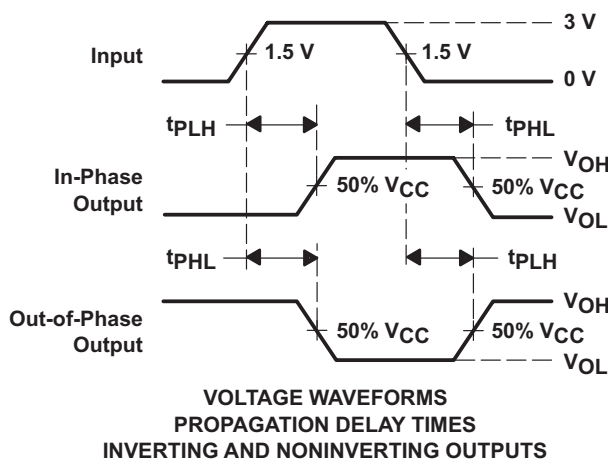 3 V
Input
1.5 V
1.5 V
0 V
tPLH
tPHL
VOH
In-Phase
Output
50% VCC
50% VCC
VOL
tPHL
tPLH
VOH
Out-of-Phase
Output
50% VCC
50% VCC
VOL
VOLTAGE WAVEFORMS
PROPAGATION DELAY TIMES
INVERTING AND NONINVERTING OUTPUTS